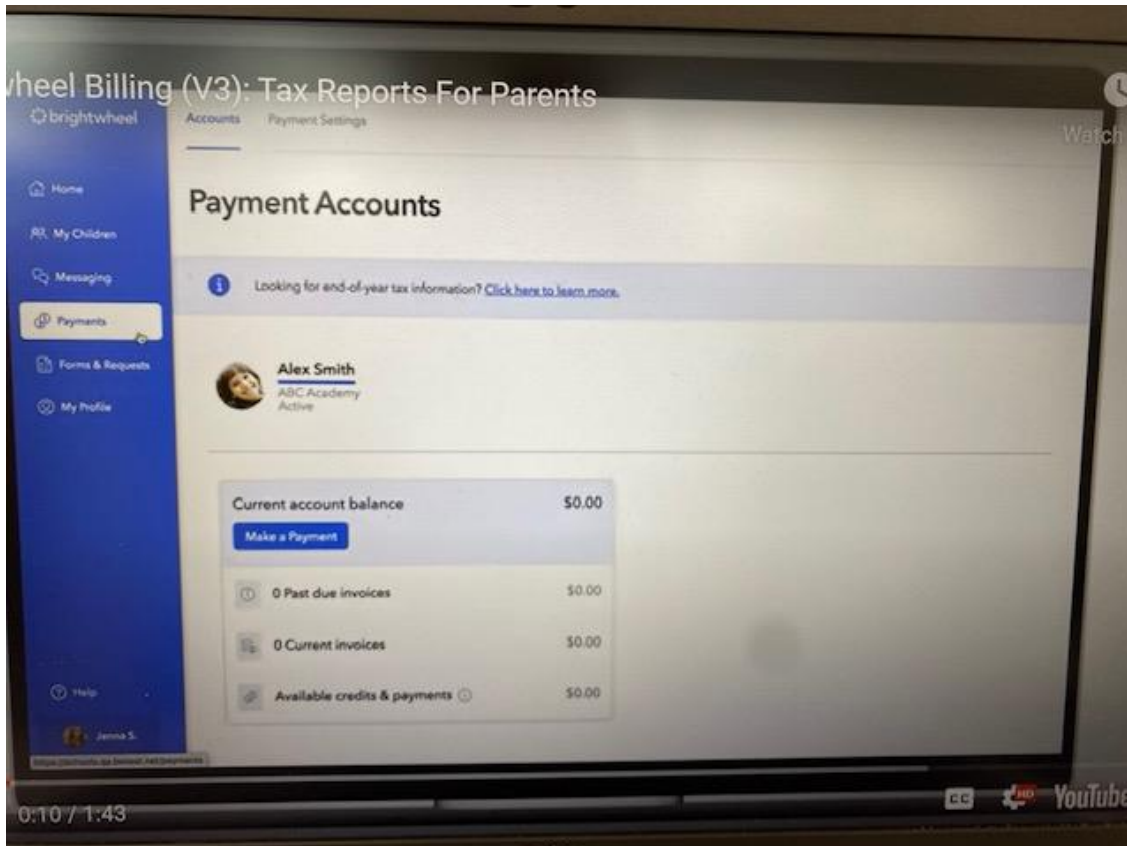 wheel Billing (V3): Tax Reports For Parents
brightwheel
Accounts Payment Settings
Watch
Home
Payment Accounts
My Children
Messaging
Looking for end-of-year tax information? Click here to learn more.
Payments
Forms & Requests
Alex Smith
ABC Academy
Active
My Profile
Current account balance $0.00
Make a Payment
0 Past due invoices $0.00
0 Current invoices $0.00
Available credits & payments $0.00
Help
Jenna S.
0:10 / 1:43
CC HD YouTube